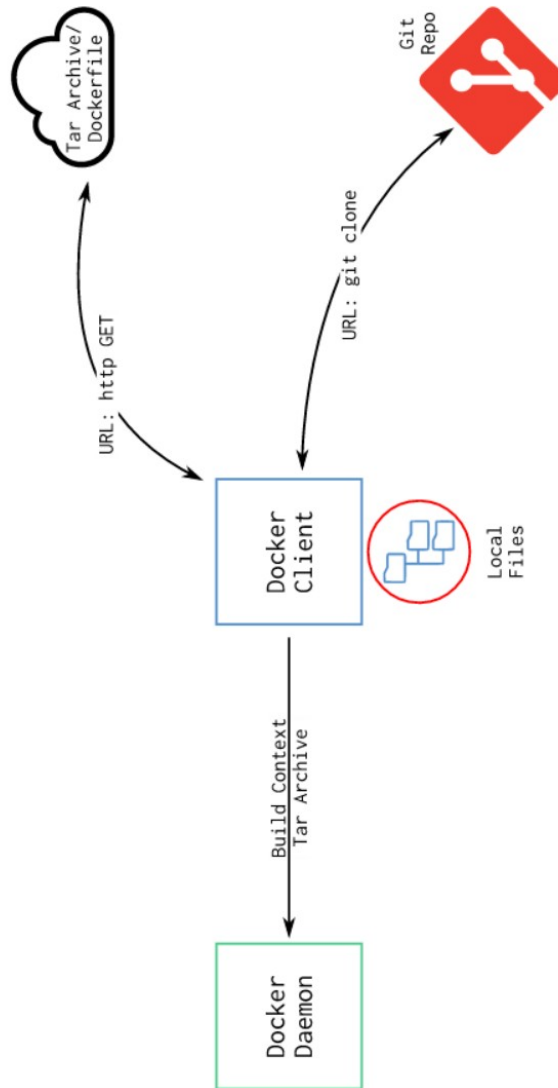 Tar Archive/
Dockerfile
URL: http GET
Git
Repo
URL: git clone
Docker
Client
Local
Files
Build Context
Tar Archive
Docker
Daemon